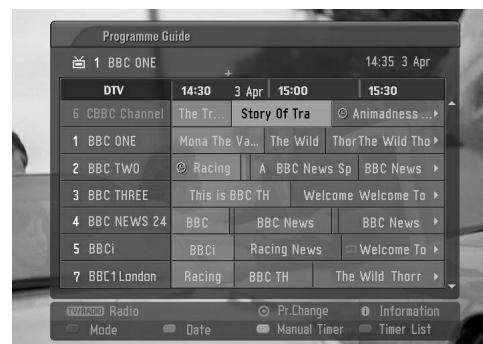 Programme Guide
1 BBC ONE 14:35 3 Apr
DTV 14:30 3 Apr 15:00 15:30
6 CBBC Channel The Tr... Story Of Tra Animadness ...
1 BBC ONE Mona The Va... The Wild Thor The Wild Tho
2 BBC TWO Racing A BBC News Sp BBC News
3 BBC THREE This is BBC TH Welcome Welcome To
4 BBC NEWS 24 BBC BBC News BBC News
5 BBCi BBCi Racing News Welcome To
7 BBC1 London Racing BBC TH The Wild Thorr
TV/RADIO Radio Pr.Change Information
Mode Date Manual Timer Timer List